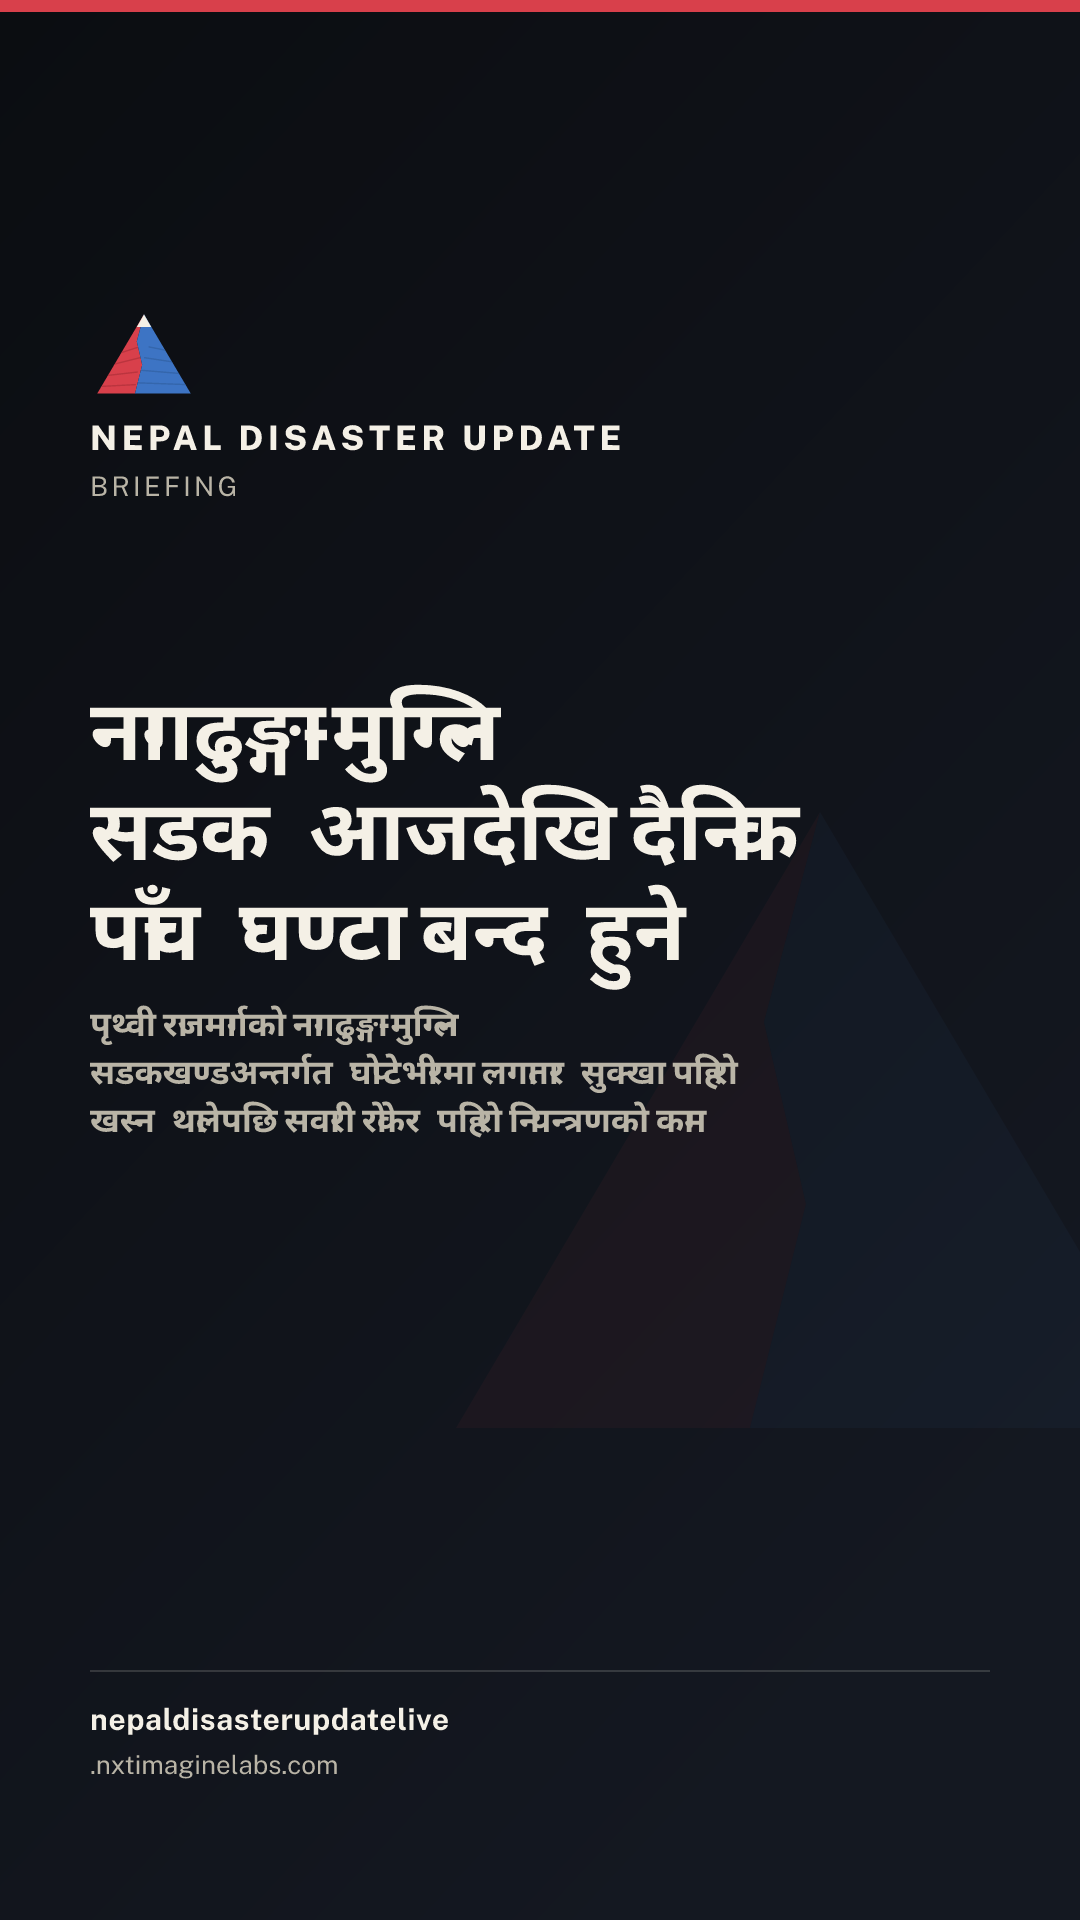 NEPAL DISASTER UPDATE
BRIEFING
नागढुङ्गा-मुग्लिन
सडक आजदेखि दैनिक
पाँच घण्टा बन्द हुने
पृथ्वी राजमार्गको नागढुङ्गा-मुग्लिन
सडकखण्डअन्तर्गत घोप्टेभीरमा लगातार सुक्खा पहिरो
खस्न थालेपछि सवारी रोकेर पहिरो नियन्त्रणको काम
nepaldisasterupdatelive
.nxtimaginelabs.com